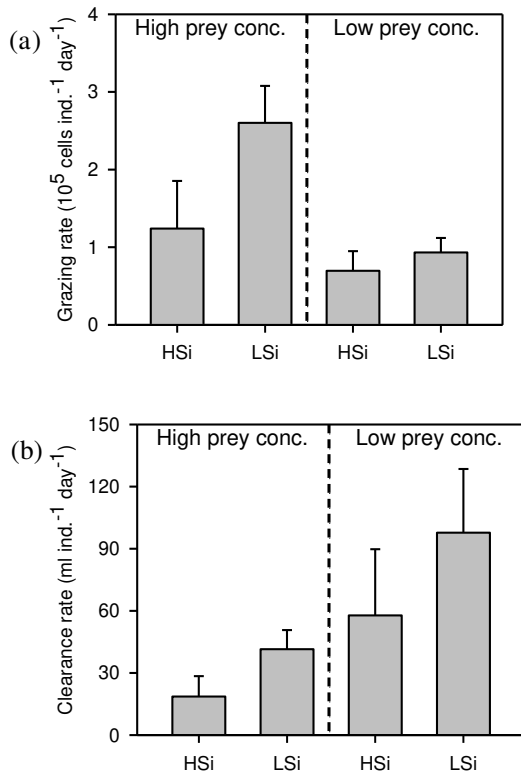 (a)
High prey conc. Low prey conc.
Grazing rate (10⁵ cells ind.⁻¹ day⁻¹)
4
3
2
1
0
HSi LSi HSi LSi
(b)
High prey conc. Low prey conc.
Clearance rate (ml ind.⁻¹ day⁻¹)
150
120
90
60
30
0
HSi LSi HSi LSi